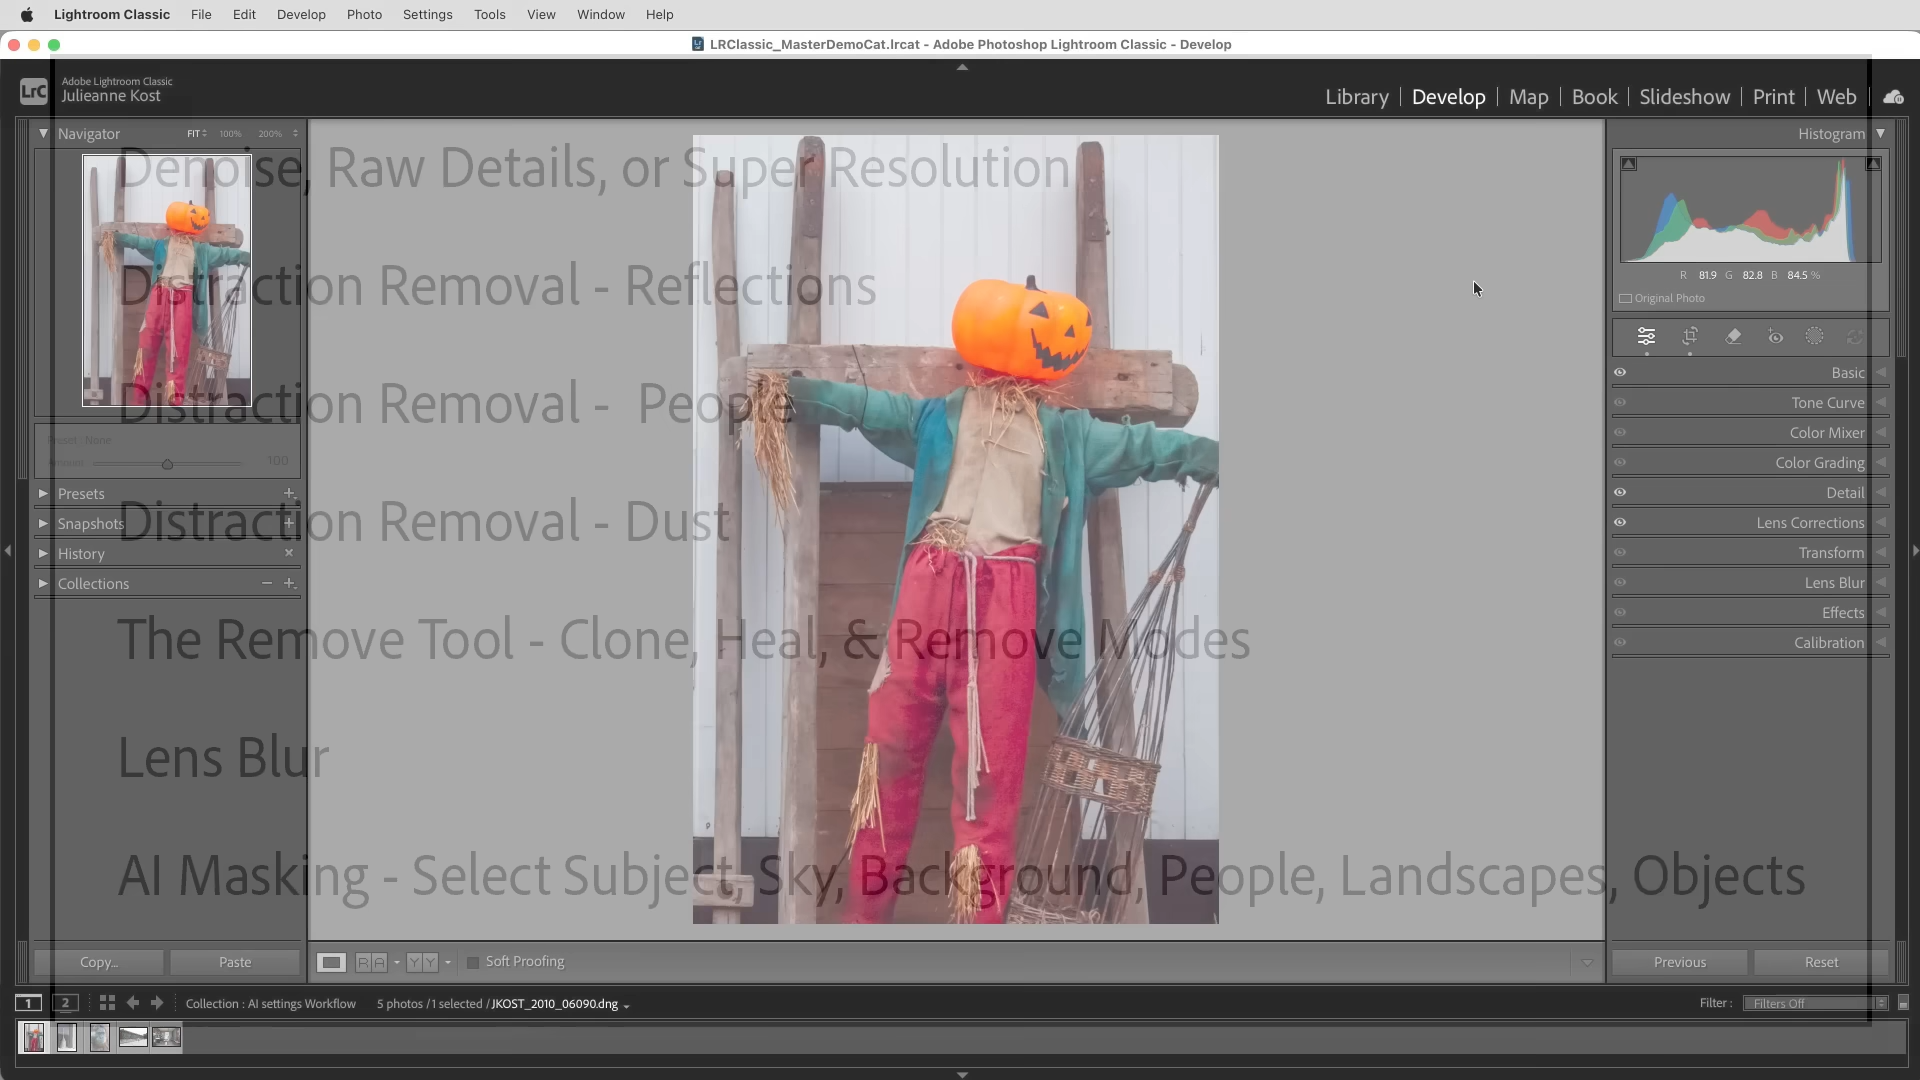 Lightroom Classic File Edit Develop Photo Settings Tools View Window Help
LRClassic_MasterDemoCat.lrcat - Adobe Photoshop Lightroom Classic - Develop
LrC Adobe Lightroom Classic
Julieanne Kost
Library | Develop | Map | Book | Slideshow | Print | Web
Navigator FIT 100% 200%
Histogram
R 81.9 G 82.8 B 84.5 %
Original Photo
Denoise, Raw Details, or Super Resolution
Distraction Removal - Reflections
Distraction Removal - People
Distraction Removal - Dust
The Remove Tool - Clone, Heal, & Remove Modes
Lens Blur
AI Masking - Select Subject, Sky, Background, People, Landscapes, Objects
Preset : None
Amount 100
Presets
Snapshots
History
Collections
Basic
Tone Curve
Color Mixer
Color Grading
Detail
Lens Corrections
Transform
Lens Blur
Effects
Calibration
Copy... Paste
R A Y Y Soft Proofing
Previous Reset
1 2 Collection : AI settings Workflow 5 photos / 1 selected / JKOST_2010_06090.dng
Filter : Filters Off